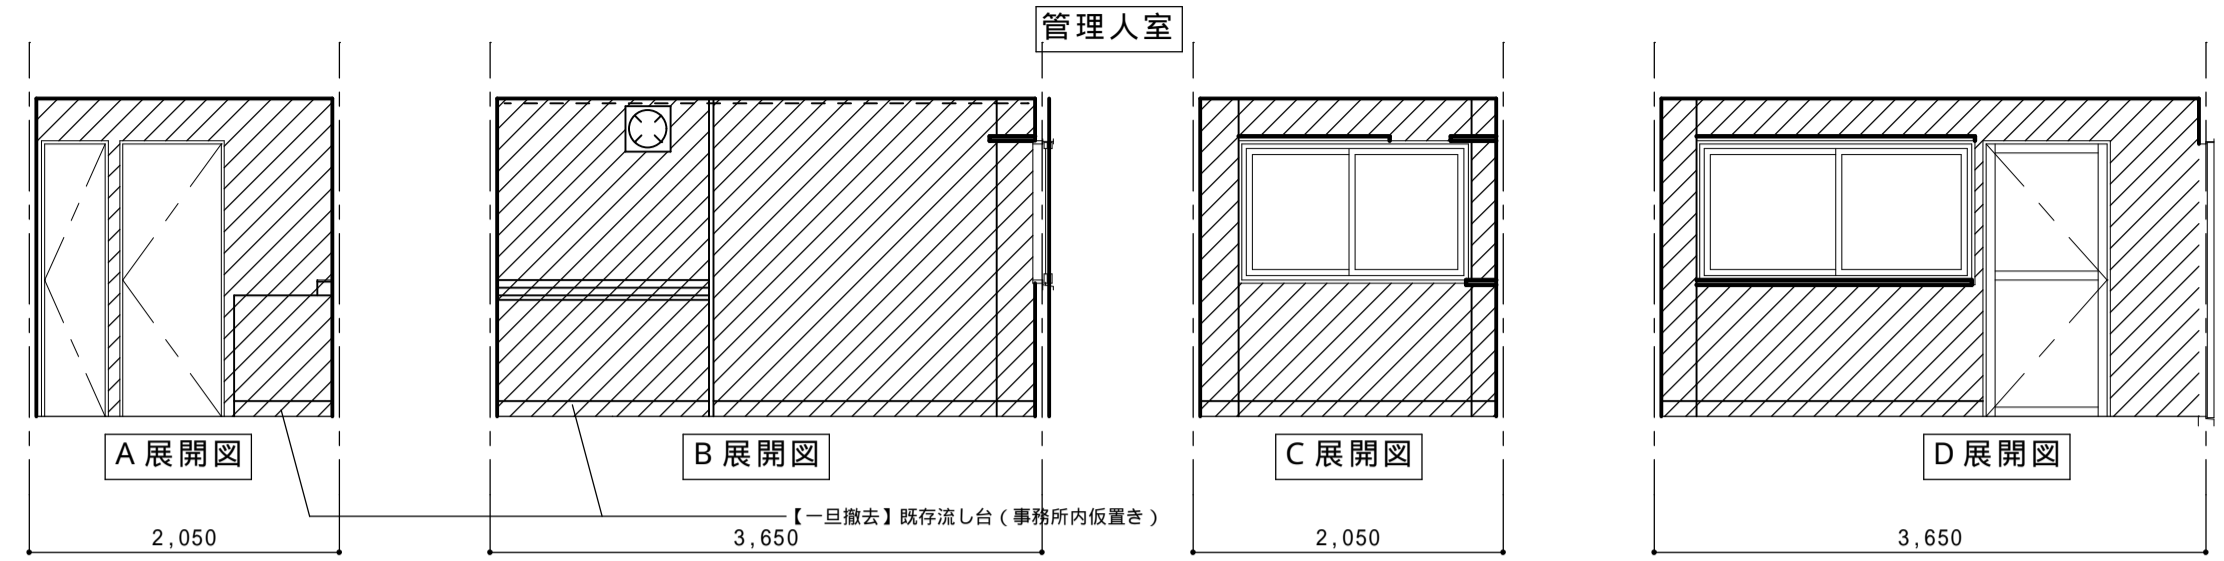 管理人室
A 展開図
B 展開図
C 展開図
D 展開図
【一旦撤去】既存流し台（事務所内仮置き）
2,050
3,650
2,050
3,650